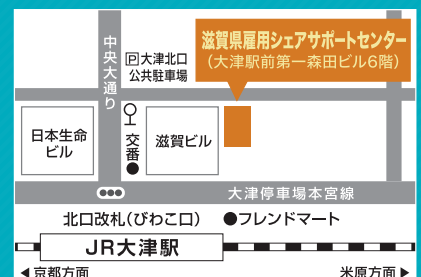 滋賀県雇用シェアサポートセンター
(大津駅前第一森田ビル6階)
中央大通り
P 大津北口
公共駐車場
日本生命
ビル
交番
滋賀ビル
大津停車場本宮線
北口改札(びわこ口)
●フレンドマート
JR大津駅
◀京都方面
米原方面▶